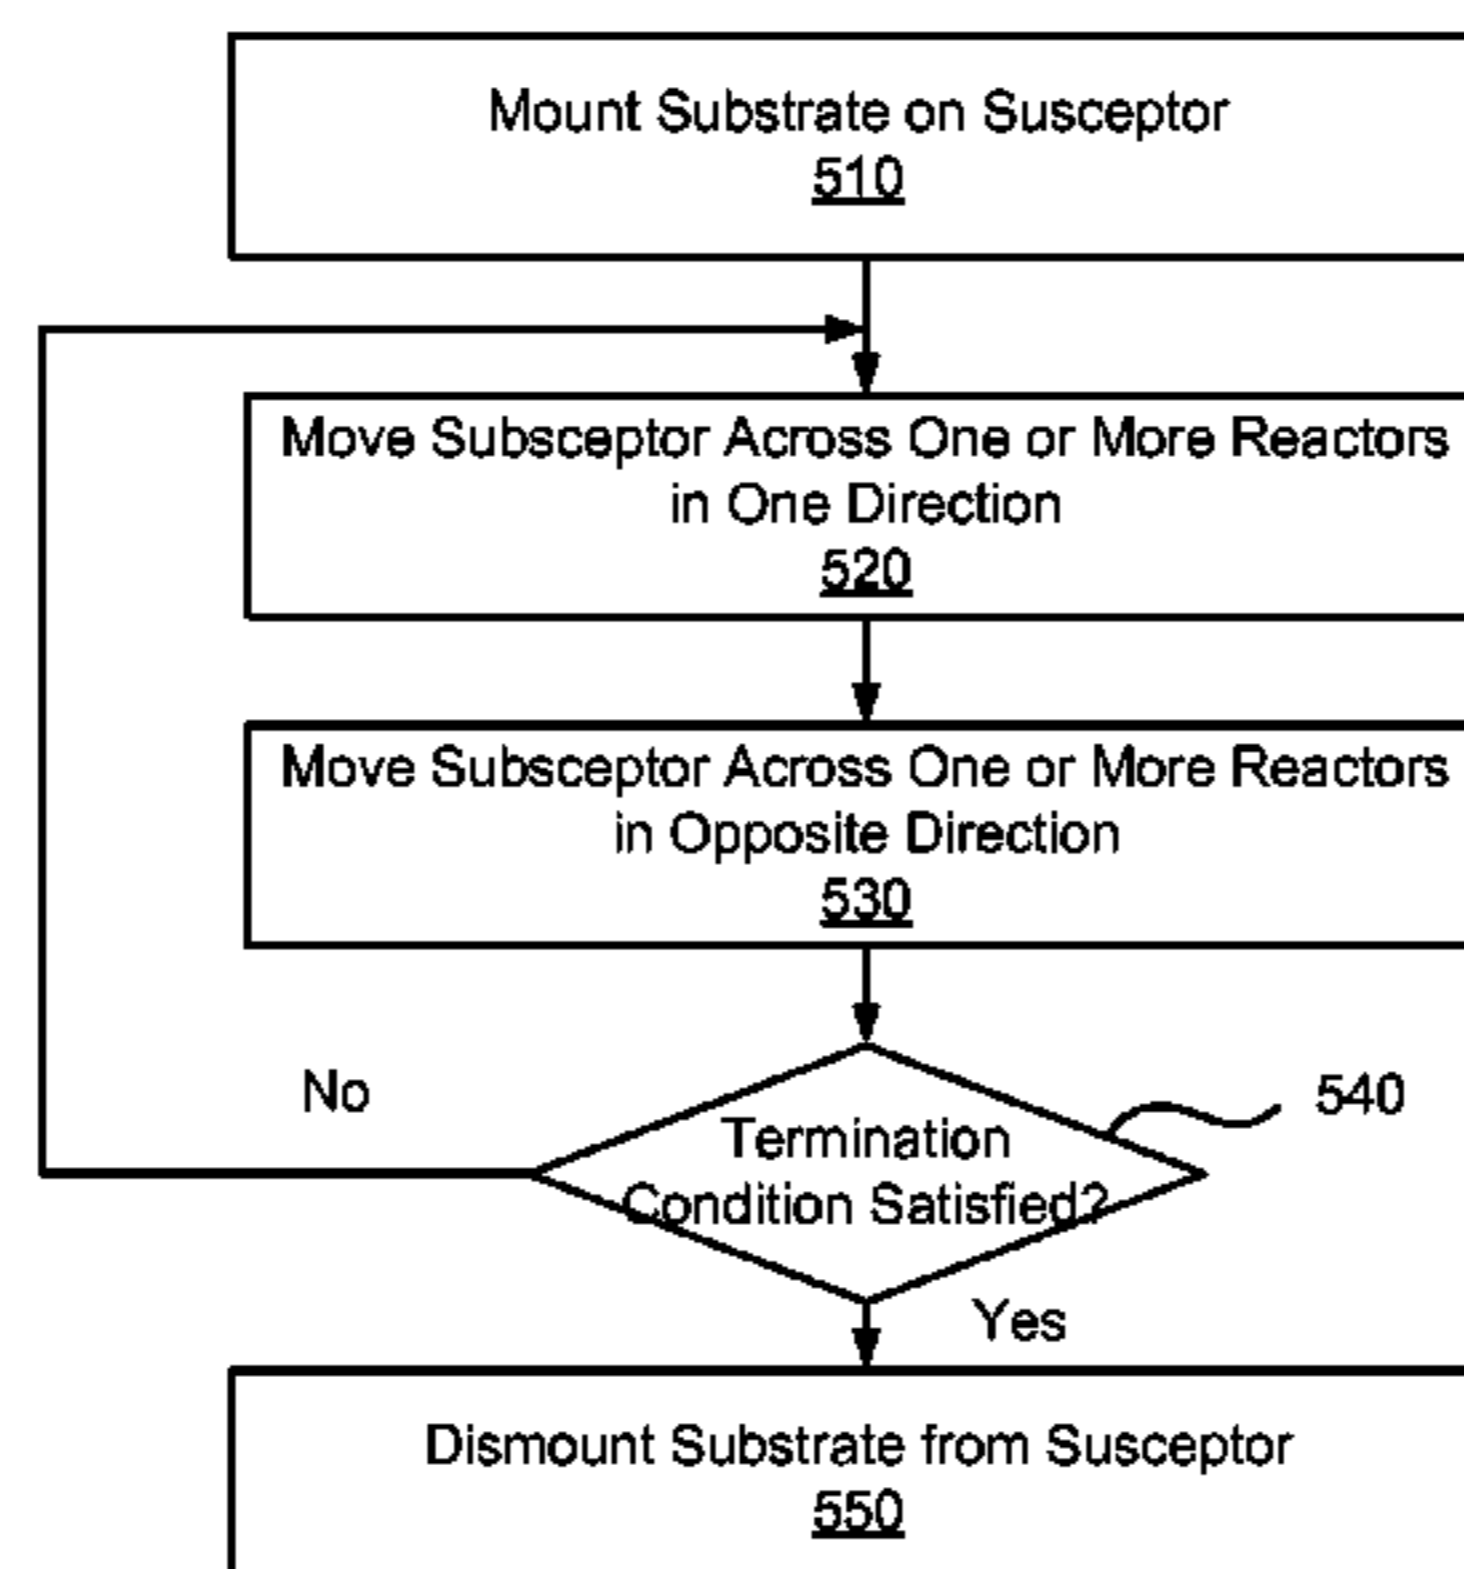 Mount Substrate on Susceptor
510
Move Subsceptor Across One or More Reactors
in One Direction
520
Move Subsceptor Across One or More Reactors
in Opposite Direction
530
No
540
Termination
Condition Satisfied?
Yes
Dismount Substrate from Susceptor
550